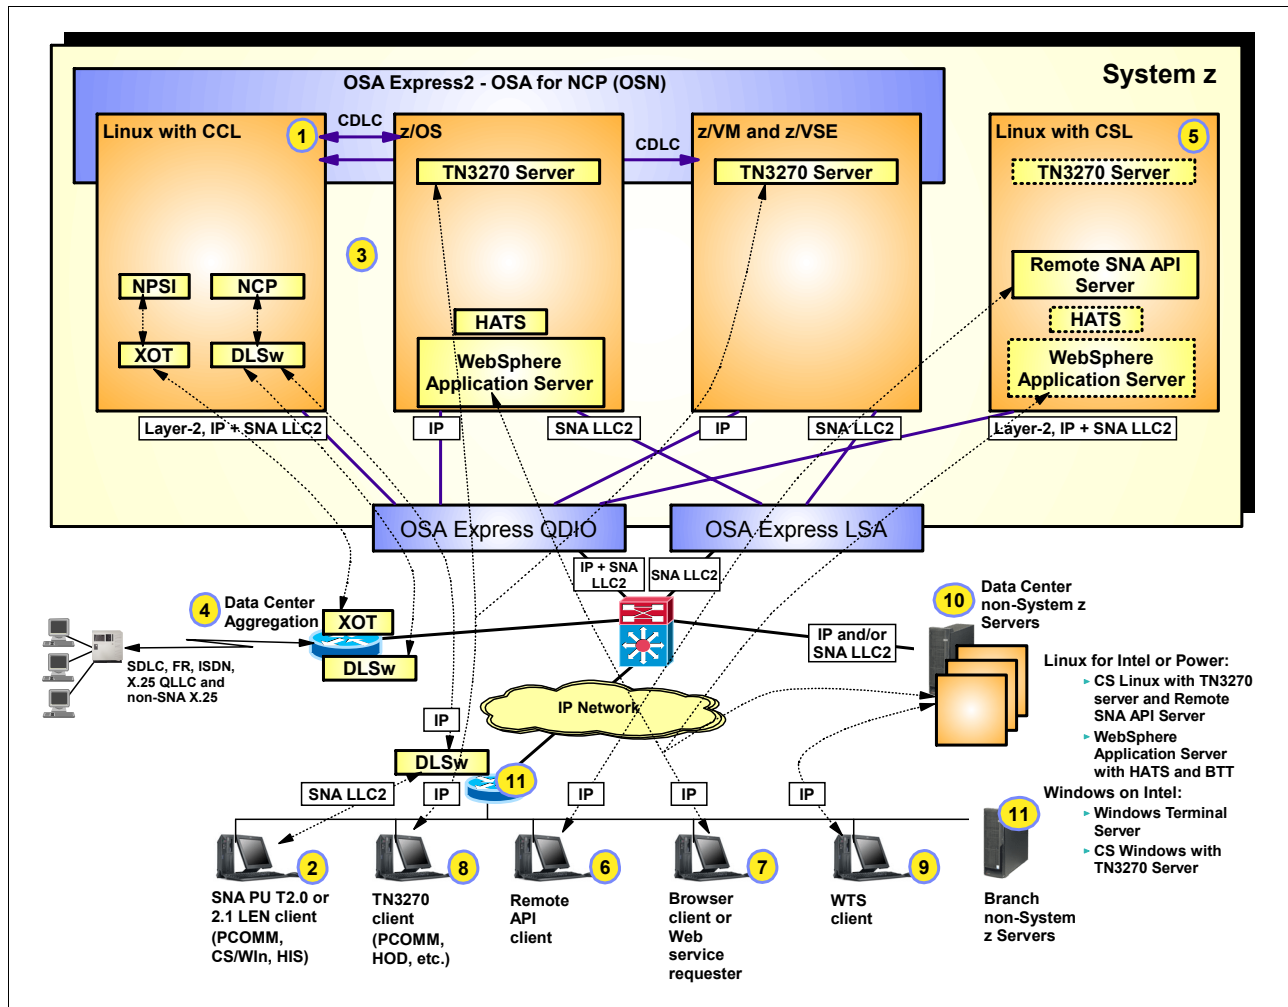 System z
OSA Express2 - OSA for NCP (OSN)
Linux with CCL
1
CDLC
z/OS
CDLC
z/VM and z/VSE
Linux with CSL
5
TN3270 Server
TN3270 Server
TN3270 Server
3
Remote SNA API
Server
NPSI
NCP
HATS
HATS
XOT
DLSw
WebSphere
Application Server
WebSphere
Application Server
Layer-2, IP + SNA LLC2
IP
SNA LLC2
IP
SNA LLC2
Layer-2, IP + SNA LLC2
OSA Express QDIO
OSA Express LSA
IP + SNA
LLC2
SNA LLC2
4
Data Center
Aggregation
XOT
DLSw
SDLC, FR, ISDN,
X.25 QLLC and
non-SNA X.25
IP and/or
SNA LLC2
10
Data Center
non-System z
Servers
Linux for Intel or Power:
CS Linux with TN3270
server and Remote
SNA API Server
WebSphere
Application Server
with HATS and BTT
Windows on Intel:
Windows Terminal
Server
CS Windows with
TN3270 Server
IP Network
IP
DLSw
11
SNA LLC2
IP
IP
IP
IP
11
2
8
6
7
9
SNA PU T2.0 or
2.1 LEN client
(PCOMM,
CS/WIn, HIS)
TN3270
client
(PCOMM,
HOD, etc.)
Remote
API
client
Browser
client or
Web
service
requester
WTS
client
Branch
non-System
z Servers